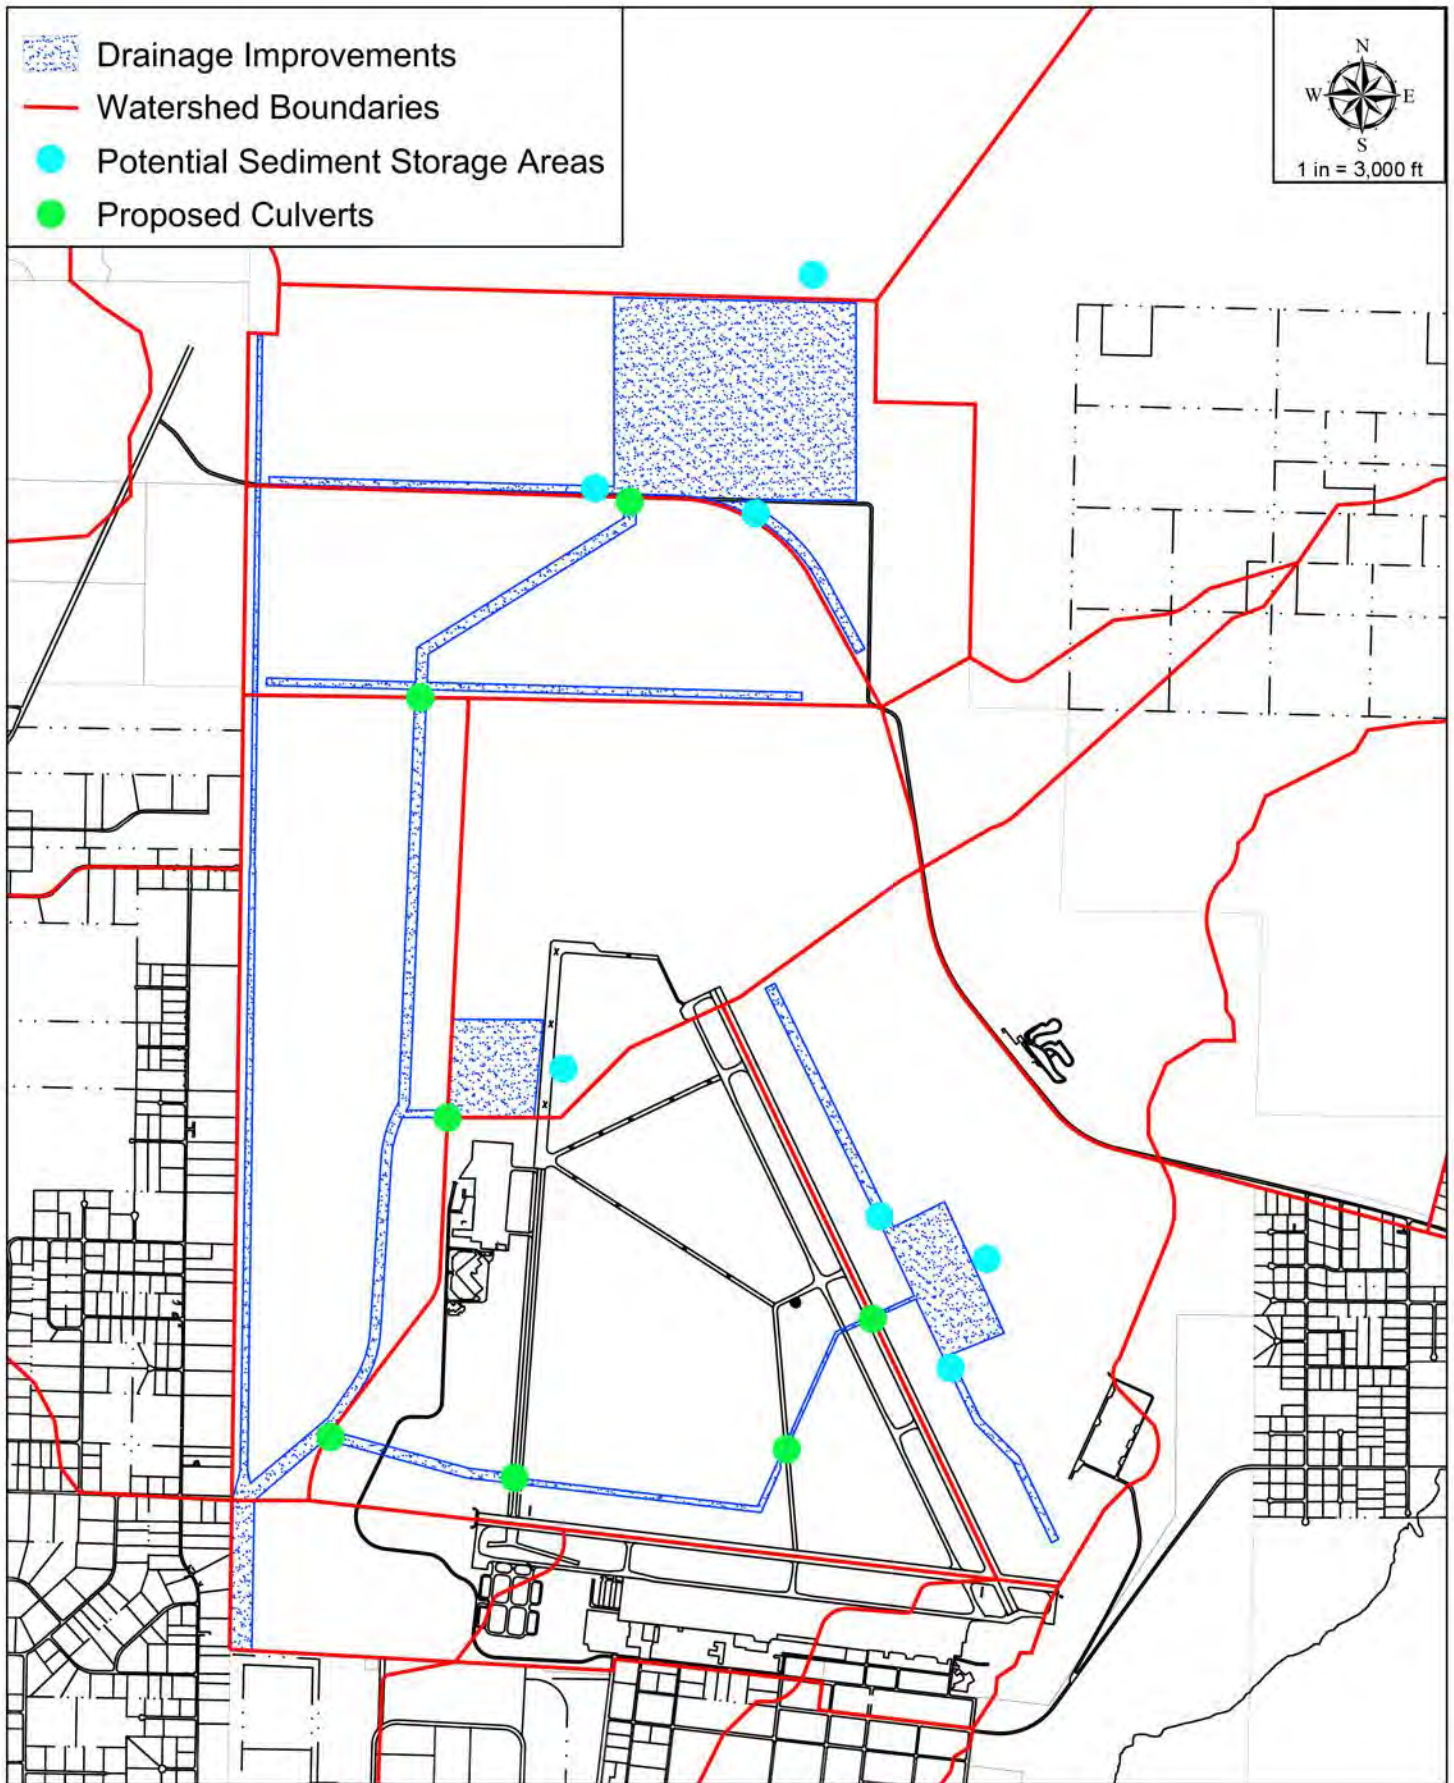 Drainage Improvements
Watershed Boundaries
Potential Sediment Storage Areas
Proposed Culverts
N
W E
S
1 in = 3,000 ft
x
x
x